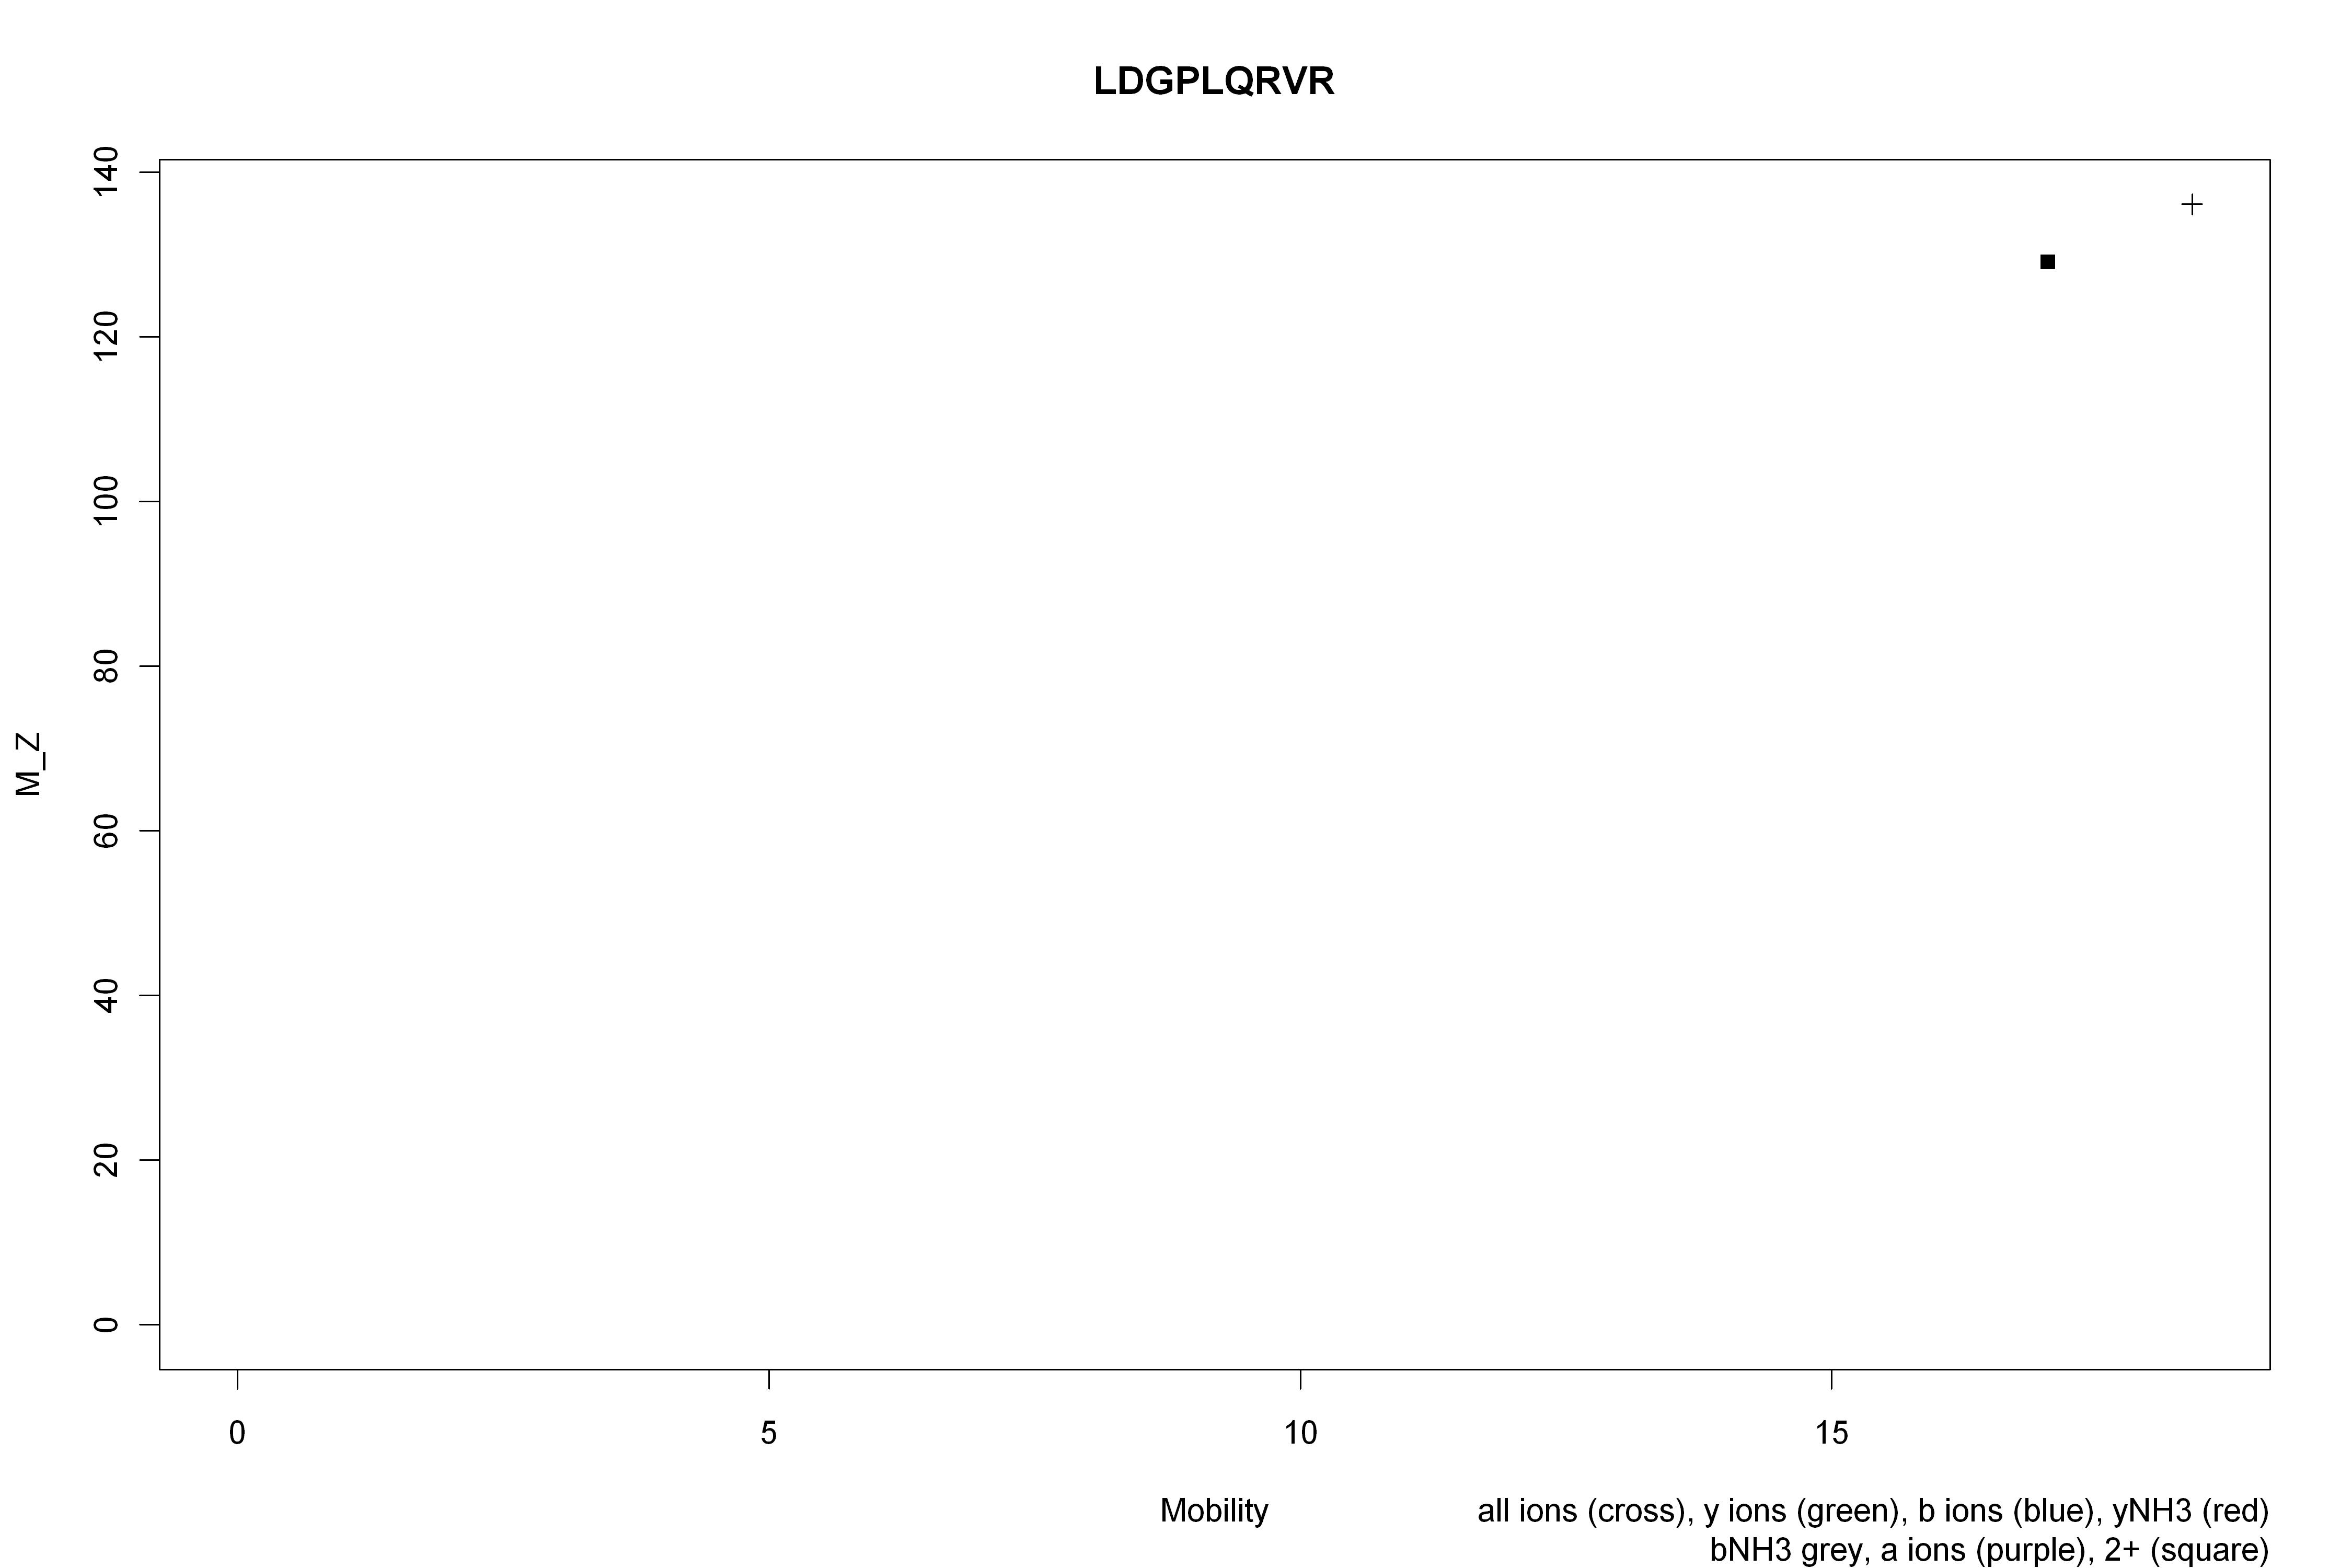 LDGPLQRVR
140
120
100
80
60
40
20
0
M_Z
0 5 10 15
Mobility
all ions (cross), y ions (green), b ions (blue), yNH3 (red)
bNH3 grey, a ions (purple), 2+ (square)